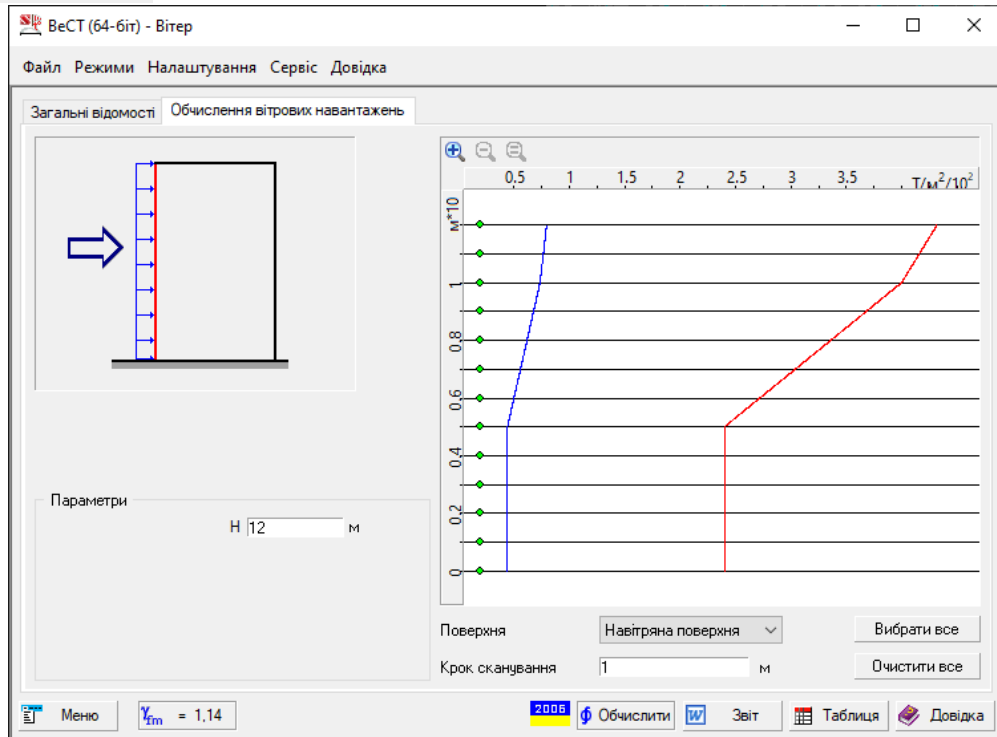 ВеСТ (64-біт) - Вітер
Файл Режими Налаштування Сервіс Довідка
Загальні відомості Обчислення вітрових навантажень
0.5 1 1.5 2 2.5 3 3.5 Т/м²/10²
м*10
1
0.8
0.6
0.4
0.2
0
Параметри
H 12 м
Поверхня Навітряна поверхня Вибрати все
Крок сканування 1 м Очистити все
Меню γfm = 1,14 2006 Обчислити W Звіт Таблиця Довідка